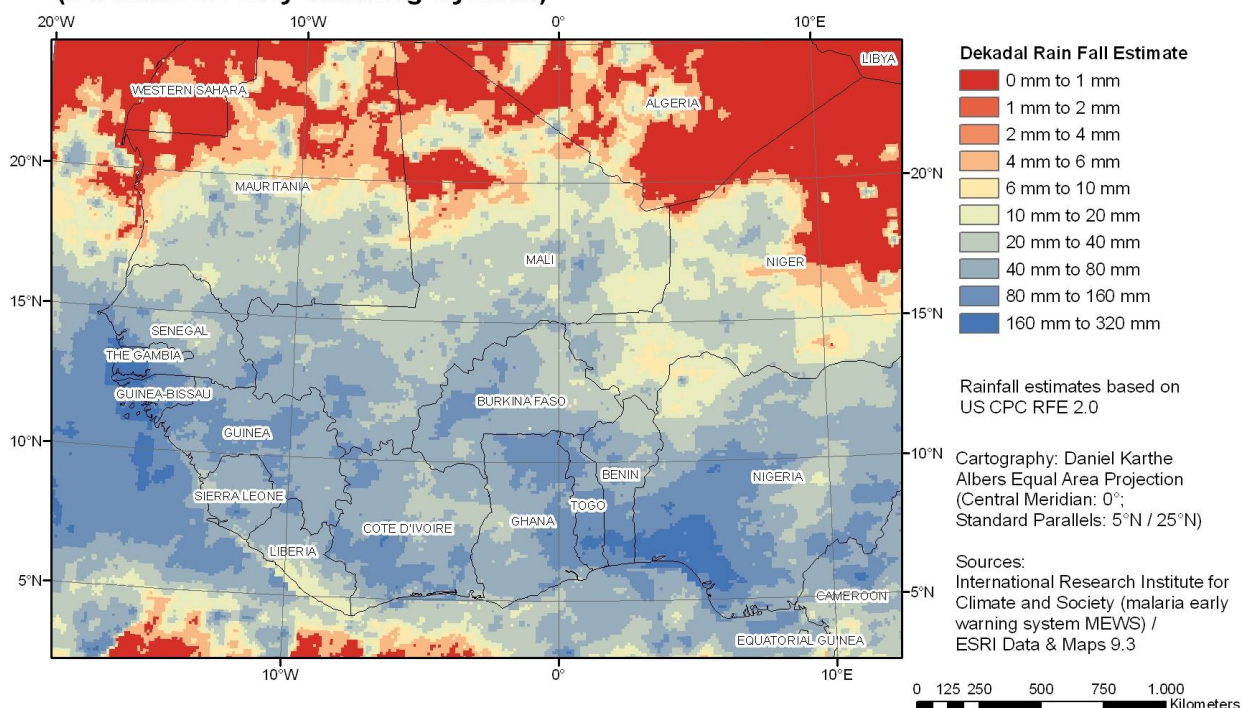 20°W
10°W
0°
10°E
LIBYA
WESTERN SAHARA
ALGERIA
20°N
20°N
MAURITANIA
MALI
NIGER
15°N
15°N
SENEGAL
THE GAMBIA
GUINEA-BISSAU
BURKINA FASO
GUINEA
10°N
10°N
BENIN
NIGERIA
SIERRA LEONE
TOGO
GHANA
COTE D'IVOIRE
LIBERIA
5°N
5°N
CAMEROON
EQUATORIAL GUINEA
10°W
0°
10°E
Dekadal Rain Fall Estimate
0 mm to 1 mm
1 mm to 2 mm
2 mm to 4 mm
4 mm to 6 mm
6 mm to 10 mm
10 mm to 20 mm
20 mm to 40 mm
40 mm to 80 mm
80 mm to 160 mm
160 mm to 320 mm
Rainfall estimates based on
US CPC RFE 2.0
Cartography: Daniel Karthe
Albers Equal Area Projection
(Central Meridian: 0°;
Standard Parallels: 5°N / 25°N)
Sources:
International Research Institute for
Climate and Society (malaria early
warning system MEWS) /
ESRI Data & Maps 9.3
0 125 250 500 750 1.000
Kilometers